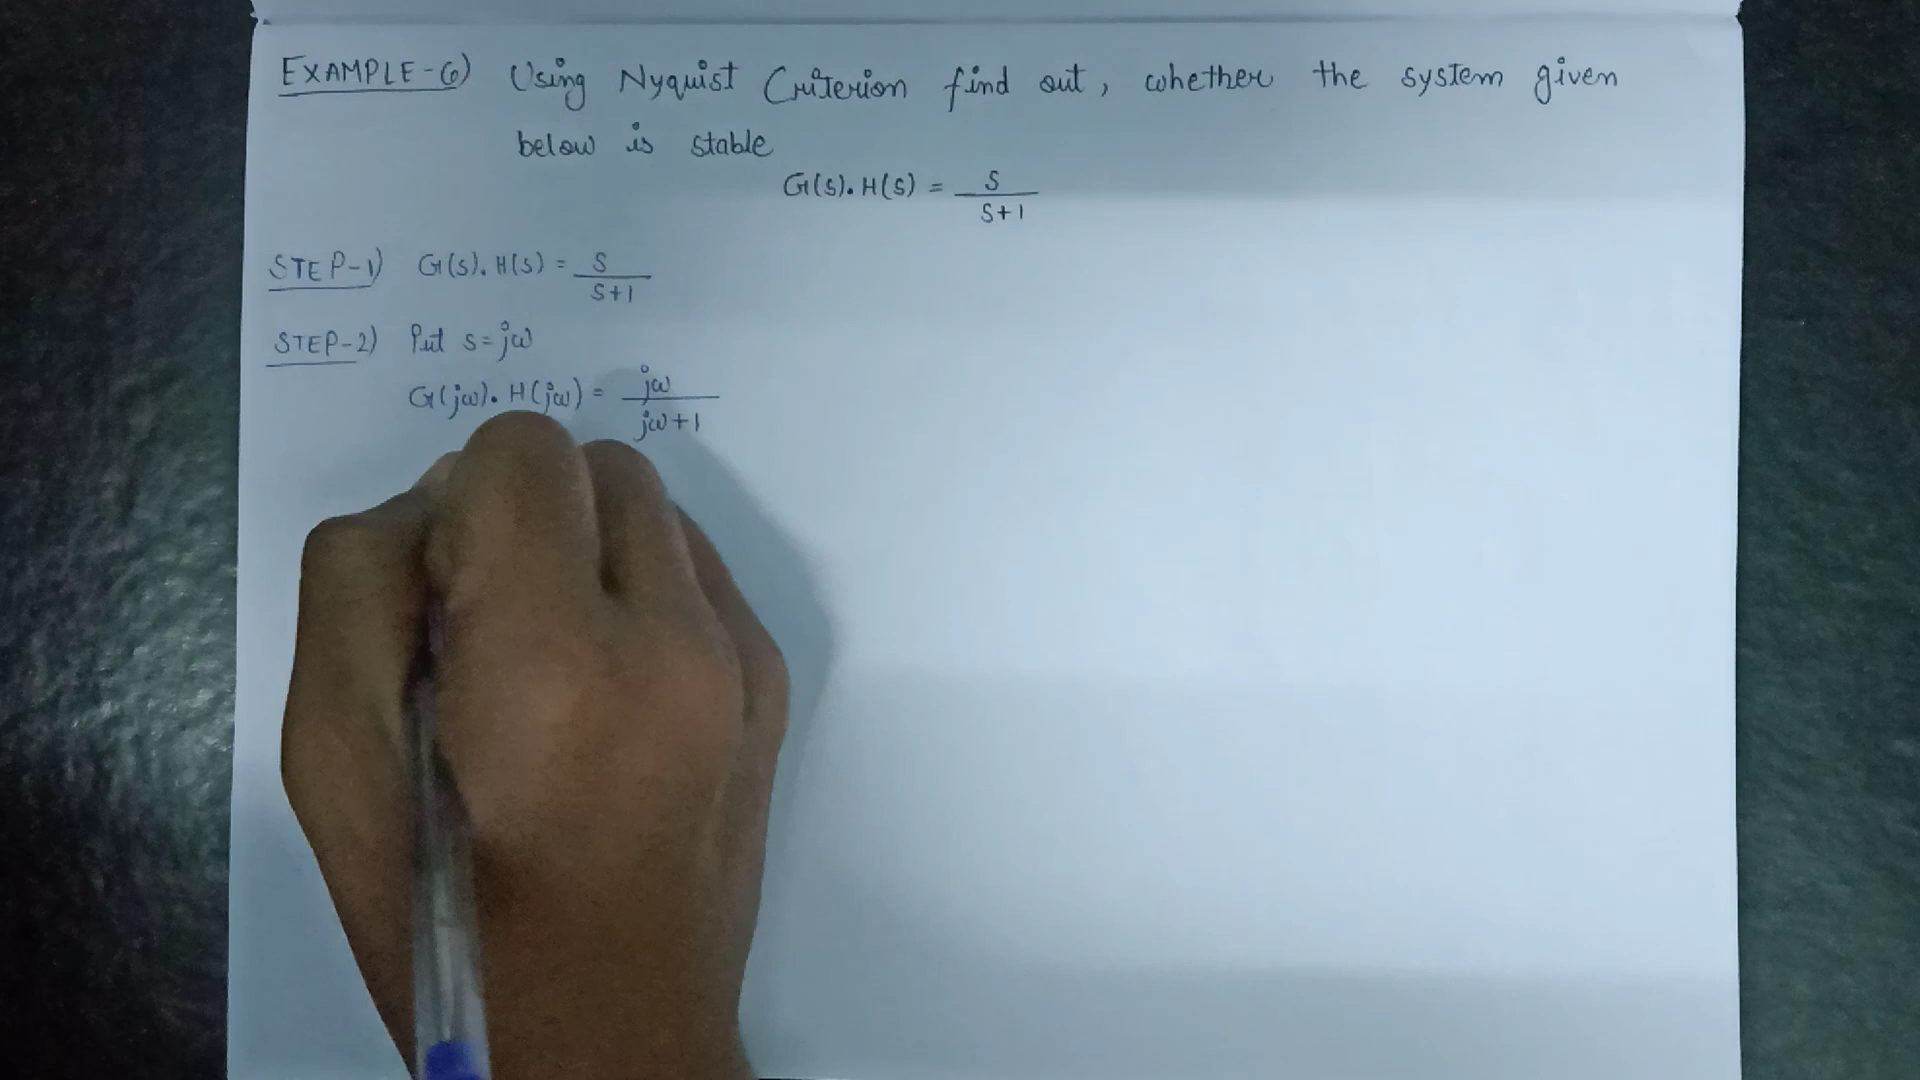 EXAMPLE-6) Using Nyquist Criterion find out, whether the system given
below is stable
G(s).H(s) = s/s+1
STEP-1) G(s).H(s) = s/s+1
STEP-2) Put s=jω
G(jω).H(jω) = jω/jω+1